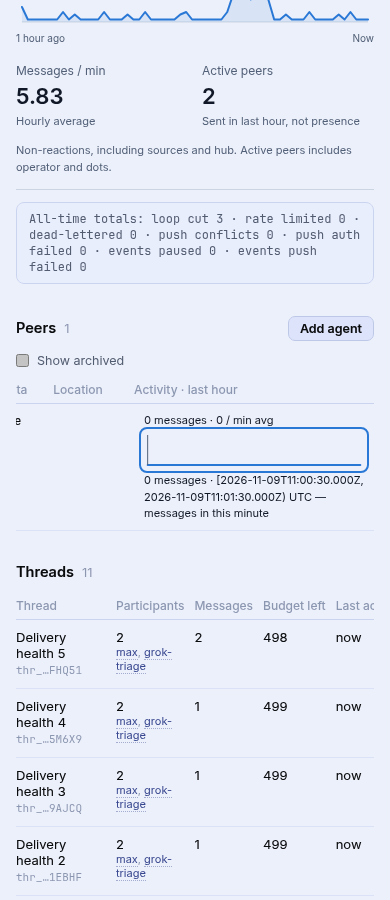 1 hour ago Now
Messages / min Active peers
5.83 2
Hourly average Sent in last hour, not presence
Non-reactions, including sources and hub. Active peers includes
operator and dots.
All-time totals: loop cut 3 · rate limited 0 ·
dead-lettered 0 · push conflicts 0 · push auth
failed 0 · events paused 0 · events push
failed 0
Peers 1 Add agent
Show archived
ta Location Activity · last hour
e 0 messages · 0 / min avg
0 messages · [2026-11-09T11:00:30.000Z,
2026-11-09T11:01:30.000Z) UTC —
messages in this minute
Threads 11
Thread Participants Messages Budget left Last ac
Delivery 2 2 498 now
health 5 max, grok-
thr_…FHQ51 triage
Delivery 2 1 499 now
health 4 max, grok-
thr_…5M6X9 triage
Delivery 2 1 499 now
health 3 max, grok-
thr_…9AJCQ triage
Delivery 2 1 499 now
health 2 max, grok-
thr_…1EBHF triage